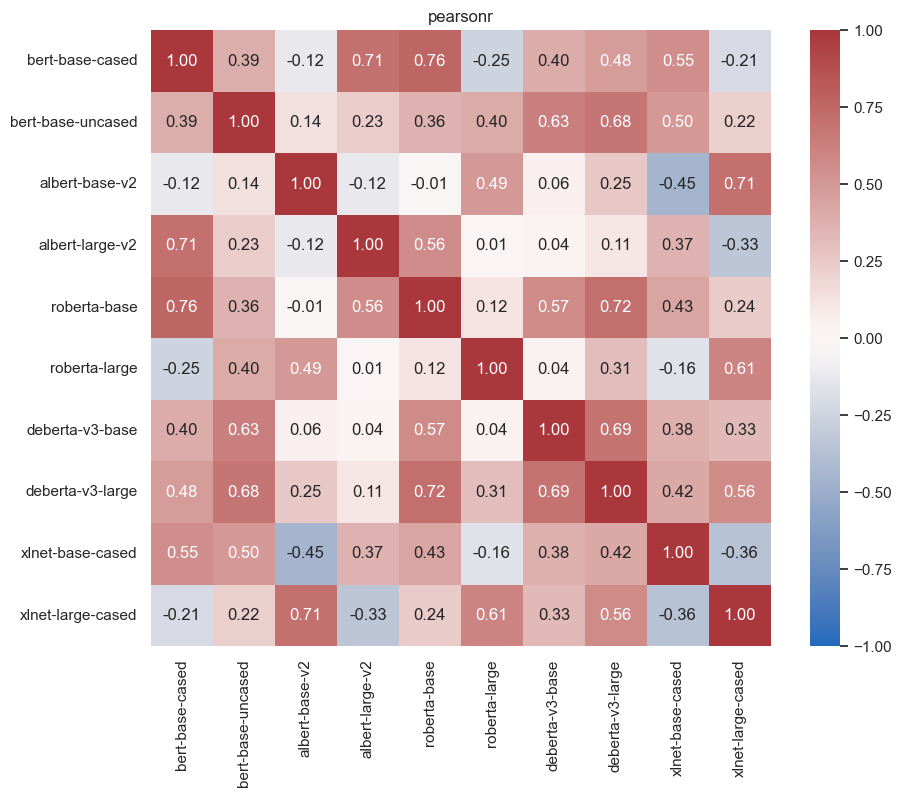 pearsonr
bert-base-cased 1.00 0.39 -0.12 0.71 0.76 -0.25 0.40 0.48 0.55 -0.21
bert-base-uncased 0.39 1.00 0.14 0.23 0.36 0.40 0.63 0.68 0.50 0.22
albert-base-v2 -0.12 0.14 1.00 -0.12 -0.01 0.49 0.06 0.25 -0.45 0.71
albert-large-v2 0.71 0.23 -0.12 1.00 0.56 0.01 0.04 0.11 0.37 -0.33
roberta-base 0.76 0.36 -0.01 0.56 1.00 0.12 0.57 0.72 0.43 0.24
roberta-large -0.25 0.40 0.49 0.01 0.12 1.00 0.04 0.31 -0.16 0.61
deberta-v3-base 0.40 0.63 0.06 0.04 0.57 0.04 1.00 0.69 0.38 0.33
deberta-v3-large 0.48 0.68 0.25 0.11 0.72 0.31 0.69 1.00 0.42 0.56
xlnet-base-cased 0.55 0.50 -0.45 0.37 0.43 -0.16 0.38 0.42 1.00 -0.36
xlnet-large-cased -0.21 0.22 0.71 -0.33 0.24 0.61 0.33 0.56 -0.36 1.00
bert-base-cased
bert-base-uncased
albert-base-v2
albert-large-v2
roberta-base
roberta-large
deberta-v3-base
deberta-v3-large
xlnet-base-cased
xlnet-large-cased
1.00
0.75
0.50
0.25
0.00
−0.25
−0.50
−0.75
−1.00